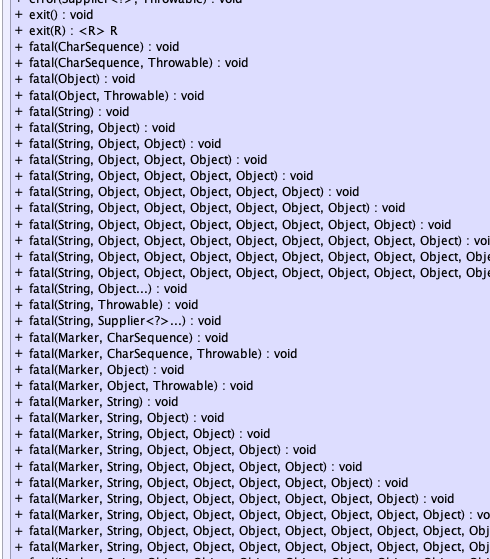 + error(Supplier<?>, Throwable) : void
+ exit() : void
+ exit(R) : <R> R
+ fatal(CharSequence) : void
+ fatal(CharSequence, Throwable) : void
+ fatal(Object) : void
+ fatal(Object, Throwable) : void
+ fatal(String) : void
+ fatal(String, Object) : void
+ fatal(String, Object, Object) : void
+ fatal(String, Object, Object, Object) : void
+ fatal(String, Object, Object, Object, Object) : void
+ fatal(String, Object, Object, Object, Object, Object) : void
+ fatal(String, Object, Object, Object, Object, Object, Object) : void
+ fatal(String, Object, Object, Object, Object, Object, Object, Object) : void
+ fatal(String, Object, Object, Object, Object, Object, Object, Object, Object) : voi
+ fatal(String, Object, Object, Object, Object, Object, Object, Object, Object, Obje
+ fatal(String, Object, Object, Object, Object, Object, Object, Object, Object, Obje
+ fatal(String, Object...) : void
+ fatal(String, Throwable) : void
+ fatal(String, Supplier<?>...) : void
+ fatal(Marker, CharSequence) : void
+ fatal(Marker, CharSequence, Throwable) : void
+ fatal(Marker, Object) : void
+ fatal(Marker, Object, Throwable) : void
+ fatal(Marker, String) : void
+ fatal(Marker, String, Object) : void
+ fatal(Marker, String, Object, Object) : void
+ fatal(Marker, String, Object, Object, Object) : void
+ fatal(Marker, String, Object, Object, Object, Object) : void
+ fatal(Marker, String, Object, Object, Object, Object, Object) : void
+ fatal(Marker, String, Object, Object, Object, Object, Object, Object) : void
+ fatal(Marker, String, Object, Object, Object, Object, Object, Object, Object) : vo
+ fatal(Marker, String, Object, Object, Object, Object, Object, Object, Object, Obj
+ fatal(Marker, String, Object, Object, Object, Object, Object, Object, Object, Obj